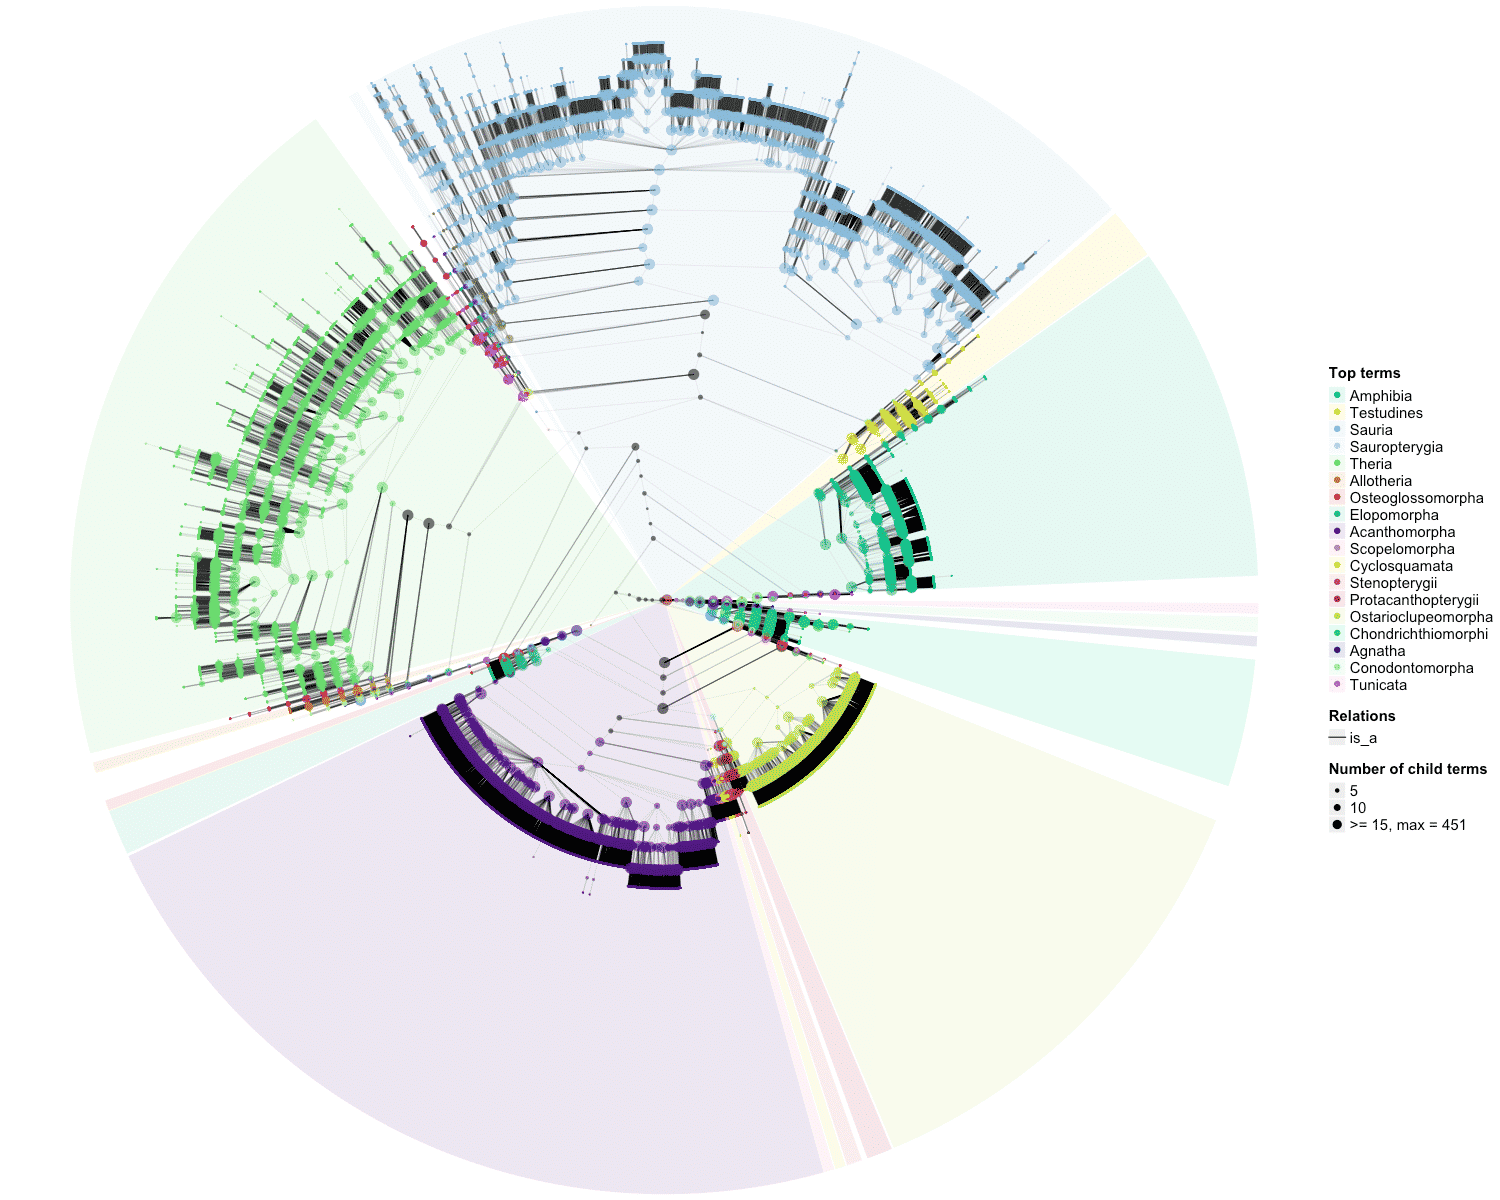 Top terms
Amphibia
Testudines
Sauria
Sauropterygia
Theria
Allotheria
Osteoglossomorpha
Elopomorpha
Acanthomorpha
Scopelomorpha
Cyclosquamata
Stenopterygii
Protacanthopterygii
Ostarioclupeomorpha
Chondrichthiomorphi
Agnatha
Conodontomorpha
Tunicata
Relations
is_a
Number of child terms
5
10
>= 15, max = 451